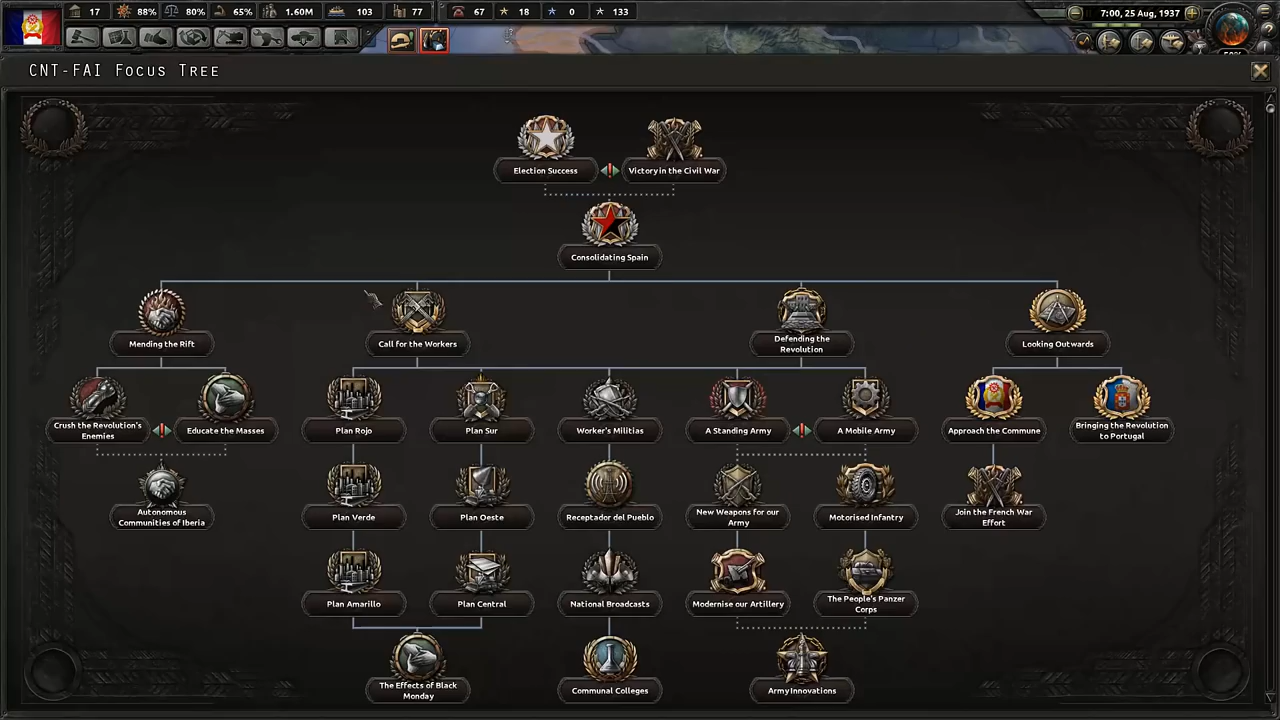 17 88% 80% 65% 1.60M 103 77 67 18 0 133 7:00, 25 Aug, 1937
CNT-FAI Focus Tree
Election Success Victory in the Civil War
Consolidating Spain
Mending the Rift Call for the Workers Defending the Revolution Looking Outwards
Crush the Revolution's Enemies Educate the Masses Plan Rojo Plan Sur Worker's Militias A Standing Army A Mobile Army Approach the Commune Bringing the Revolution to Portugal
Autonomous Communities of Iberia Plan Verde Plan Oeste Receptador del Pueblo New Weapons for our Army Motorised Infantry Join the French War Effort
Plan Amarillo Plan Central National Broadcasts Modernise our Artillery The People's Panzer Corps
The Effects of Black Monday Communal Colleges Army Innovations